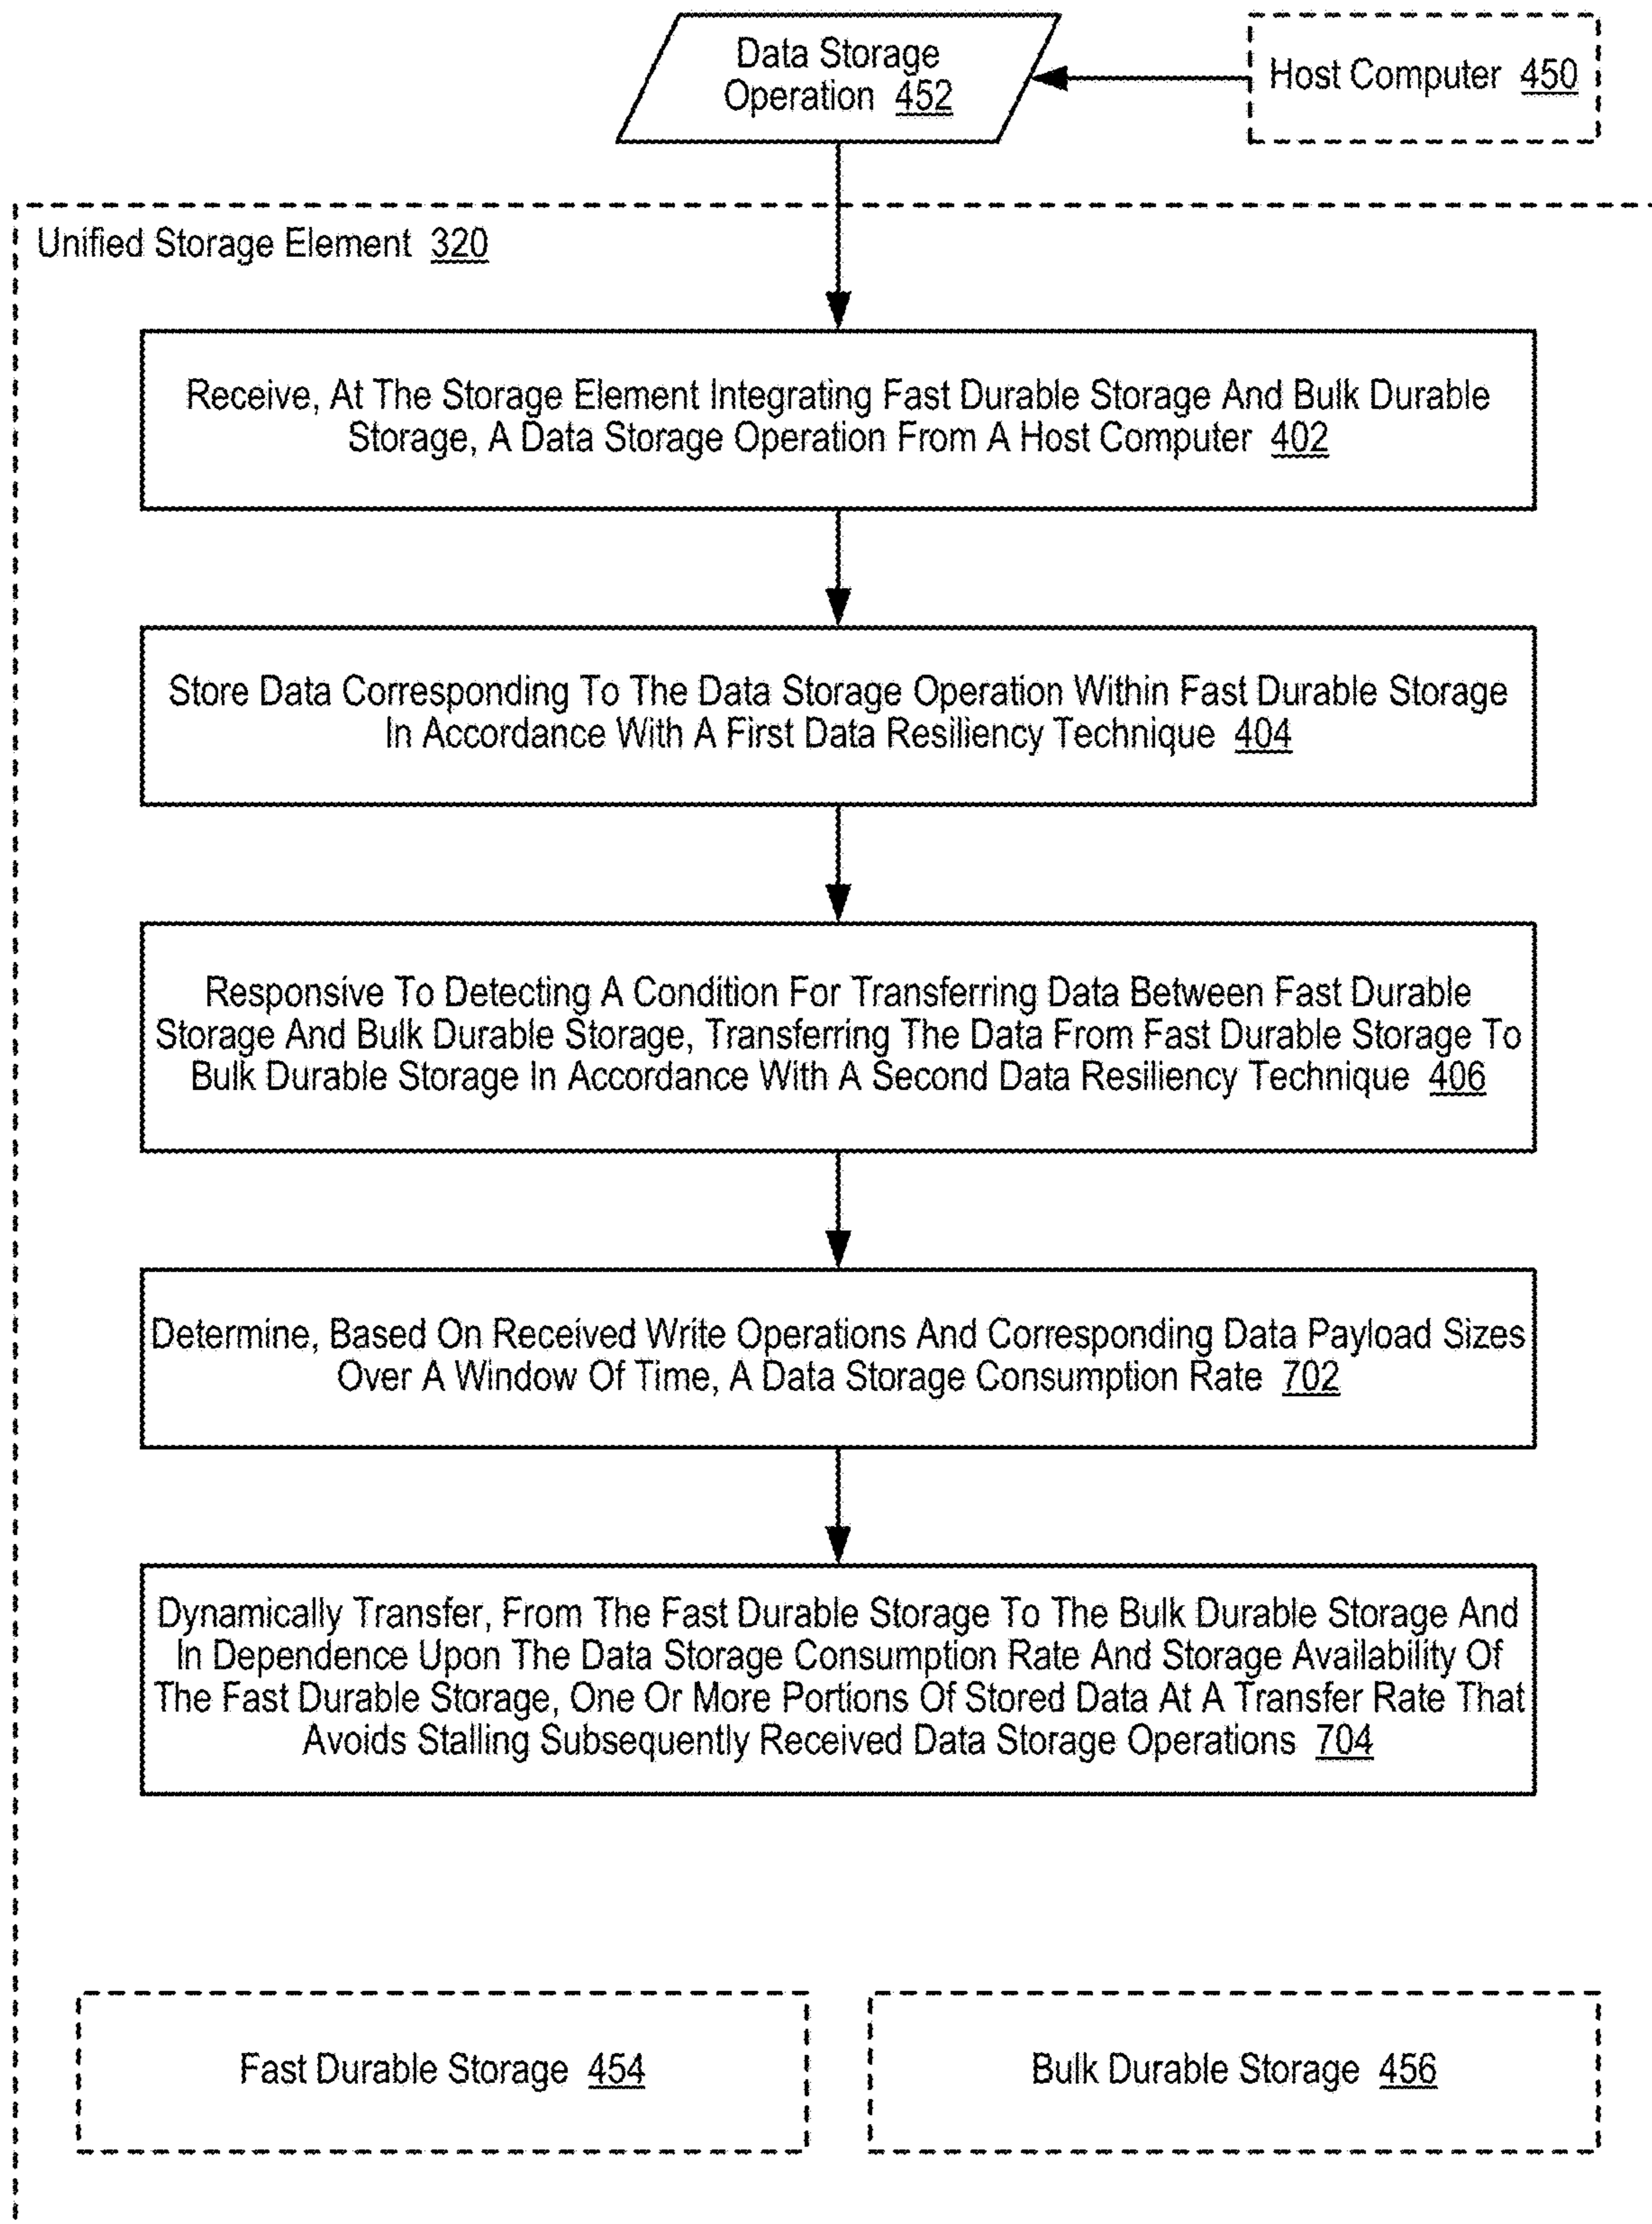 Data Storage
Operation 452
Host Computer 450
Unified Storage Element 320
Receive, At The Storage Element Integrating Fast Durable Storage And Bulk Durable
Storage, A Data Storage Operation From A Host Computer 402
Store Data Corresponding To The Data Storage Operation Within Fast Durable Storage
In Accordance With A First Data Resiliency Technique 404
Responsive To Detecting A Condition For Transferring Data Between Fast Durable
Storage And Bulk Durable Storage, Transferring The Data From Fast Durable Storage To
Bulk Durable Storage In Accordance With A Second Data Resiliency Technique 406
Determine, Based On Received Write Operations And Corresponding Data Payload Sizes
Over A Window Of Time, A Data Storage Consumption Rate 702
Dynamically Transfer, From The Fast Durable Storage To The Bulk Durable Storage And
In Dependence Upon The Data Storage Consumption Rate And Storage Availability Of
The Fast Durable Storage, One Or More Portions Of Stored Data At A Transfer Rate That
Avoids Stalling Subsequently Received Data Storage Operations 704
Fast Durable Storage 454
Bulk Durable Storage 456